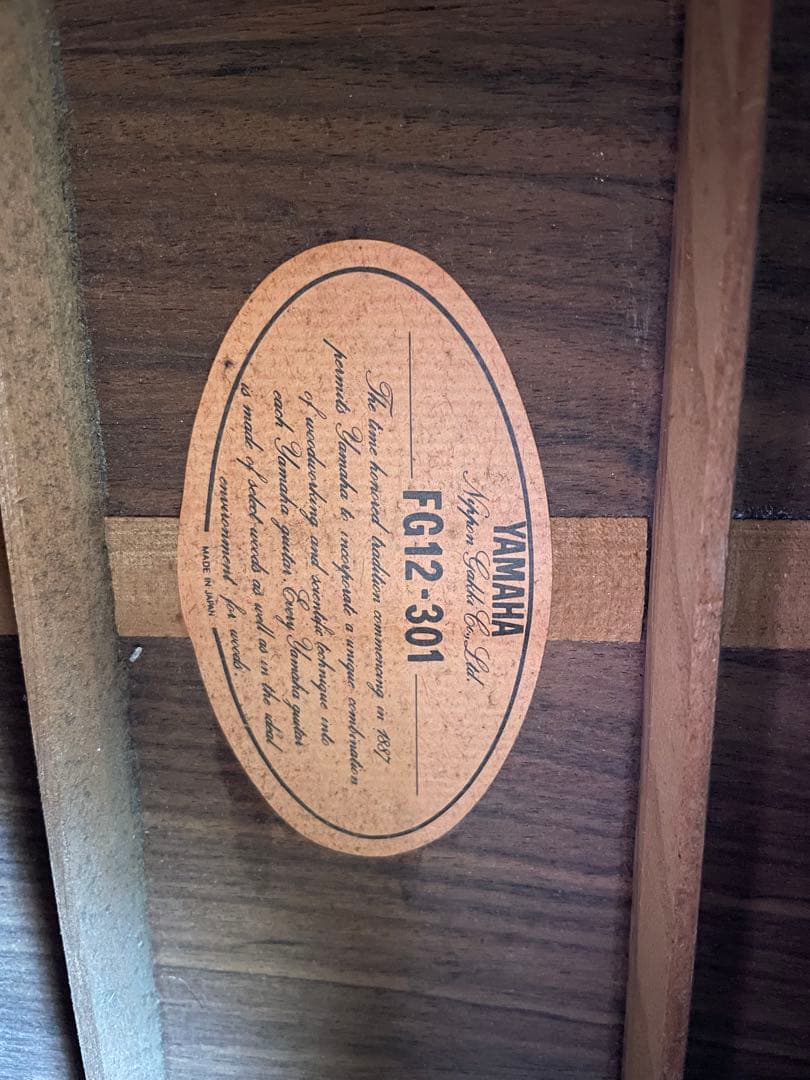 YAMAHA
Nippon Gakki Co., Ltd.
FG12-301
The time honored tradition commencing in 1887
permits Yamaha to incorporate a unique combination
of woodworking and scientific technique into
each Yamaha guitar. Every Yamaha guitar
is made of select woods as well as in the ideal
environment for woods.
MADE IN JAPAN